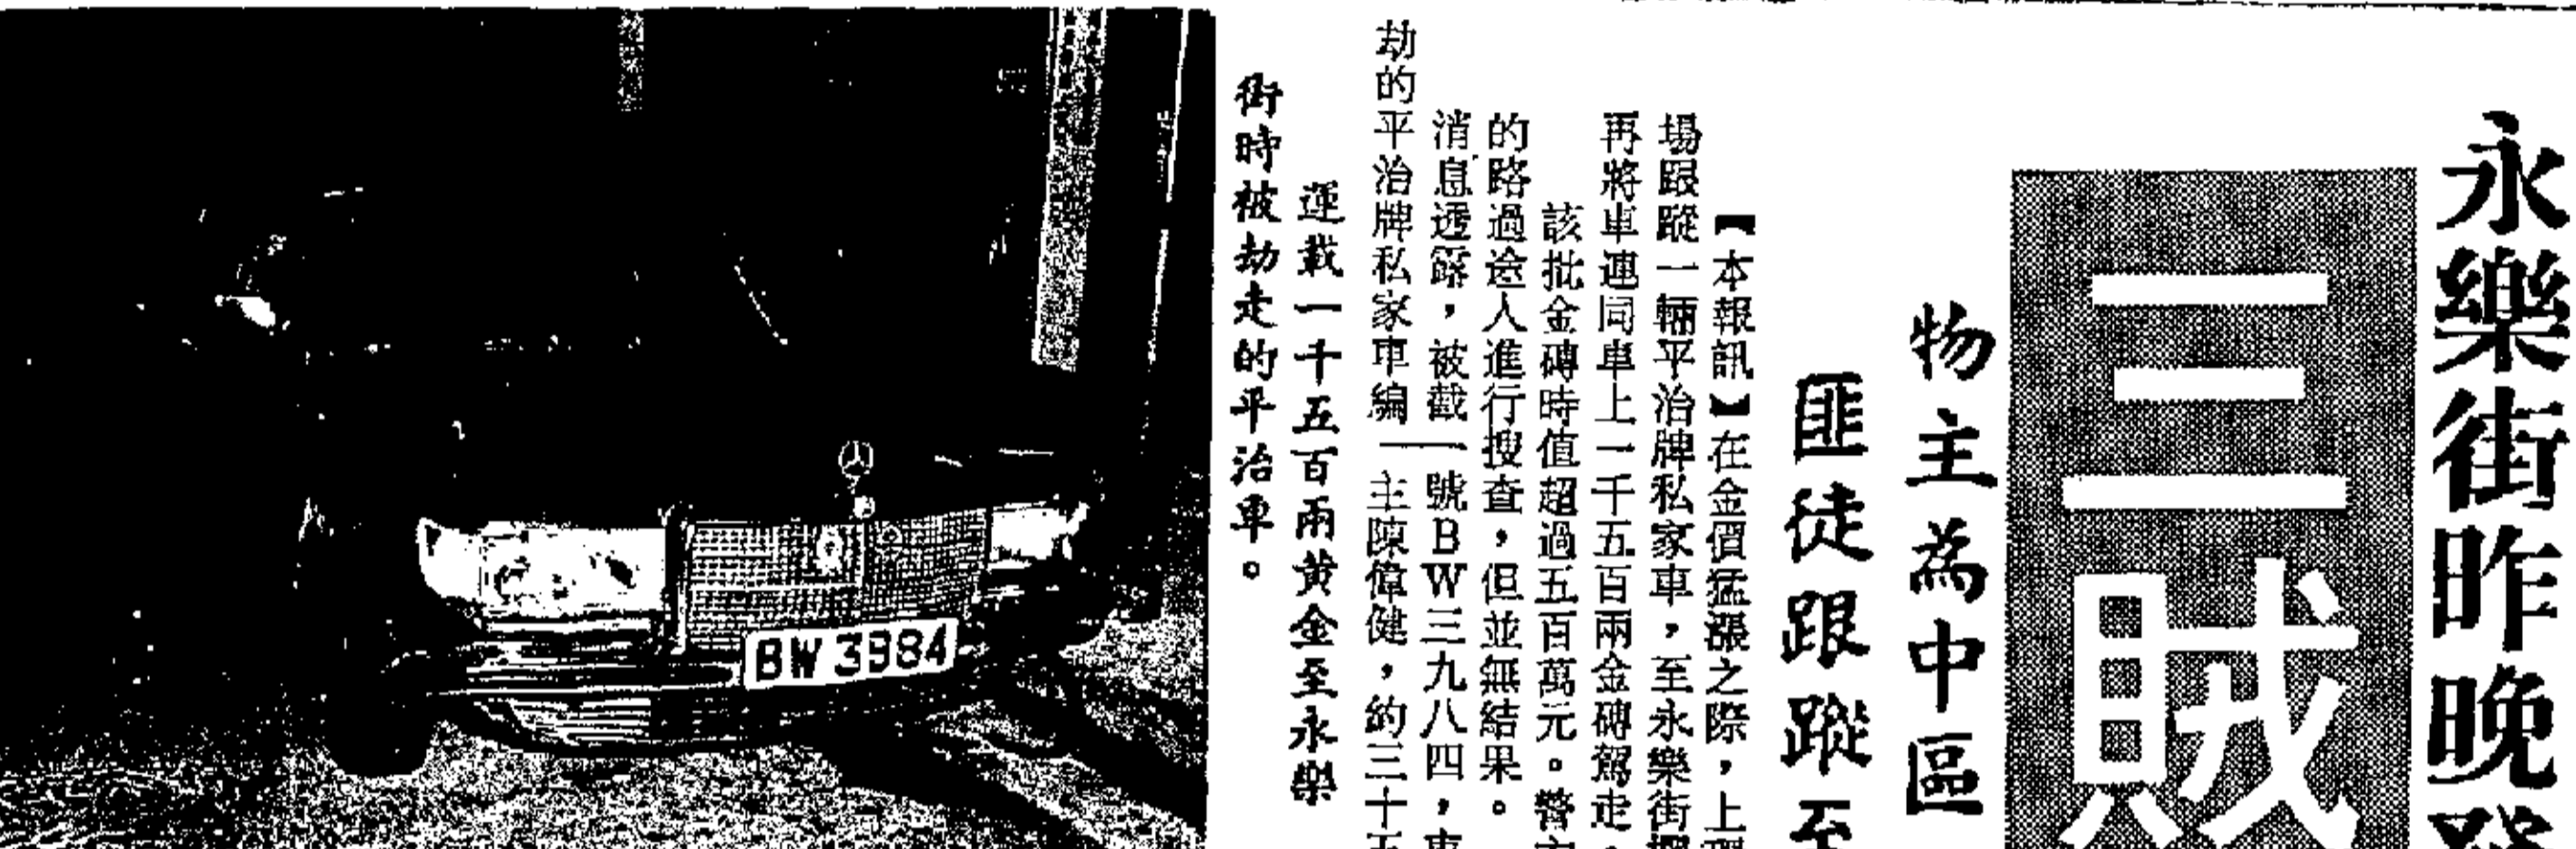 永樂街昨晚
三賊
物主為中區
匪徒跟蹤至
【本報訊】在金價猛漲之際，上
場跟蹤一輛平治牌私家車，至永樂街
再將車連同車上一千五百兩金磚駕走，
該批金磚時值超過五百萬元。警方
的路過途人進行搜查，但並無結果。
消息透露，被截
號BW三九八四，車
劫的平治牌私家車編
主陳偉健，約三十五
運載一千五百兩黃金至永樂
街時被劫走的平治車。
BW 3984